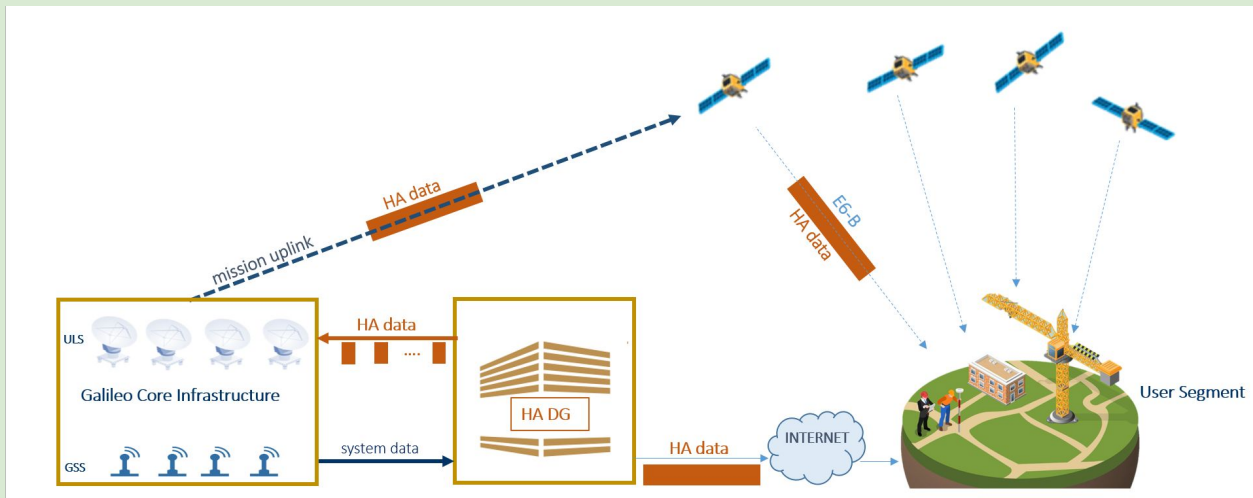 HA data
mission uplink
E6-B
HA data
ULS
HA data
....
Galileo Core Infrastructure
HA DG
User Segment
system data
GSS
HA data
INTERNET